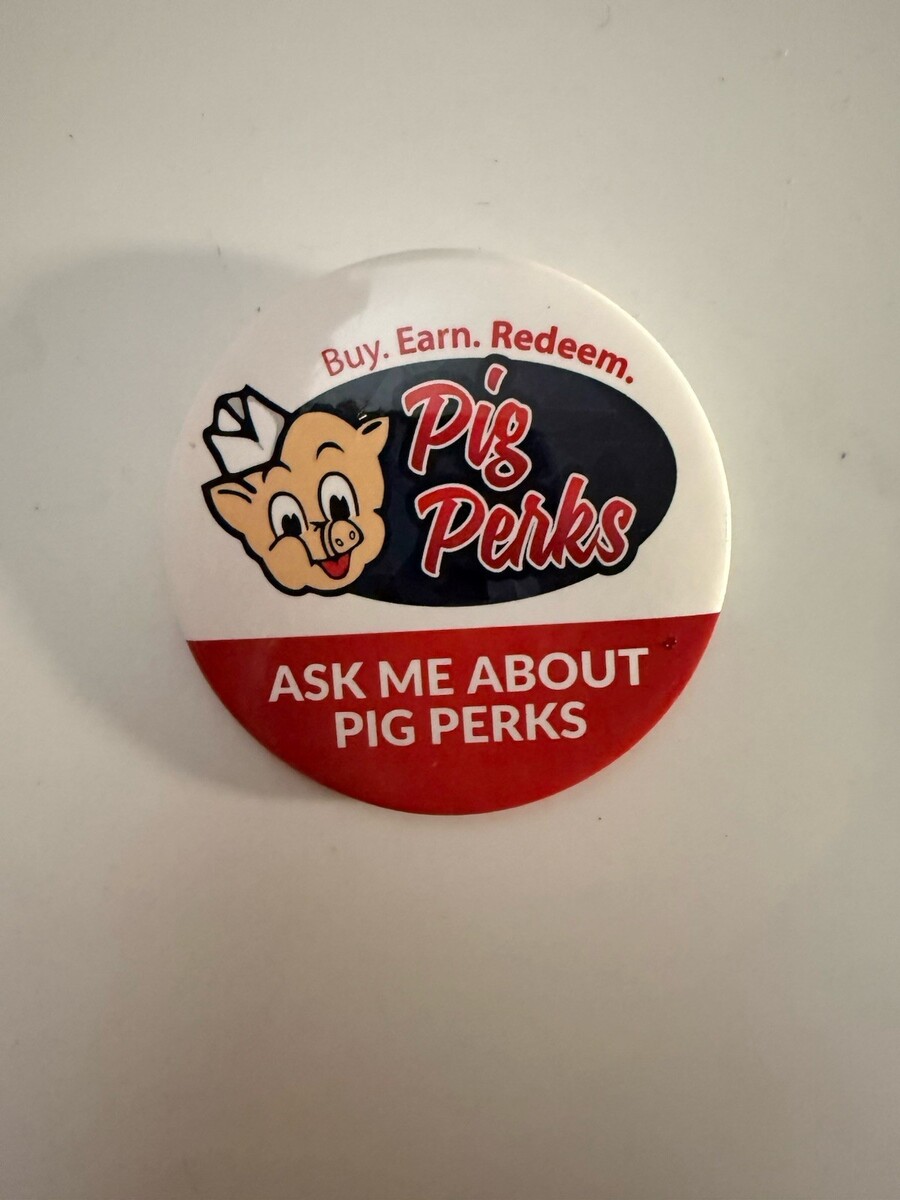 Buy. Earn. Redeem.
Pig
Perks
ASK ME ABOUT
PIG PERKS